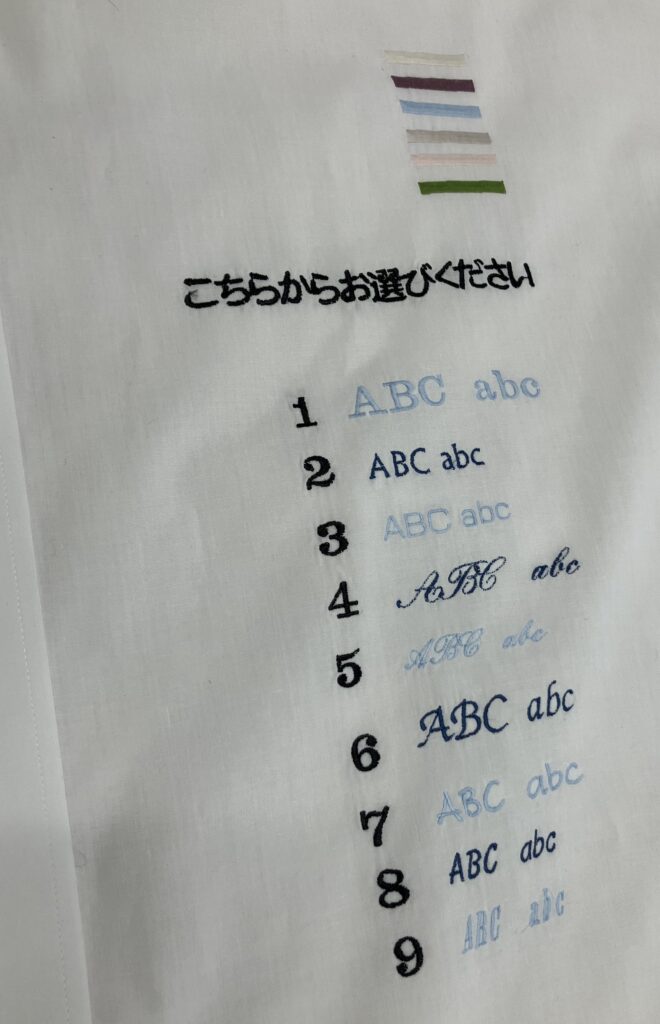 こちらからお選びください
1 ABC abc
2 ABC abc
3 ABC abc
4 ABC abc
5 ABC abc
6 ABC abc
7 ABC abc
8 ABC abc
9 ABC abc